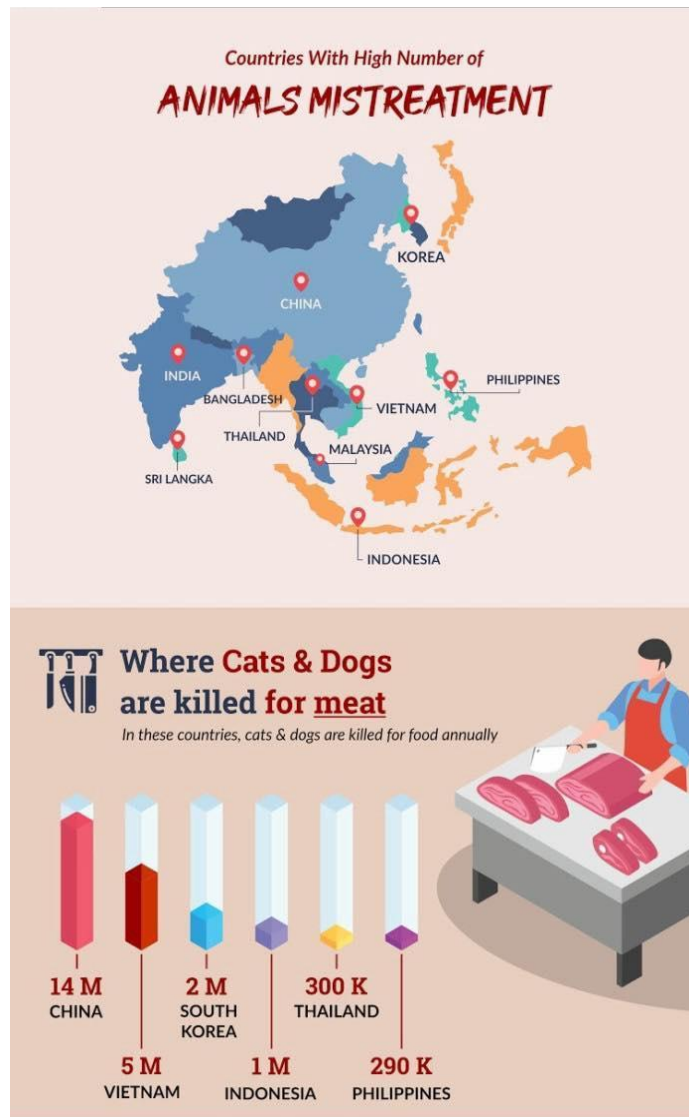 Countries With High Number of
ANIMALS MISTREATMENT
KOREA
CHINA
INDIA
BANGLADESH
PHILIPPINES
VIETNAM
THAILAND
MALAYSIA
SRI LANGKA
INDONESIA
Where Cats & Dogs
are killed for meat
In these countries, cats & dogs are killed for food annually
14 M
CHINA
5 M
VIETNAM
2 M
SOUTH
KOREA
1 M
INDONESIA
300 K
THAILAND
290 K
PHILIPPINES